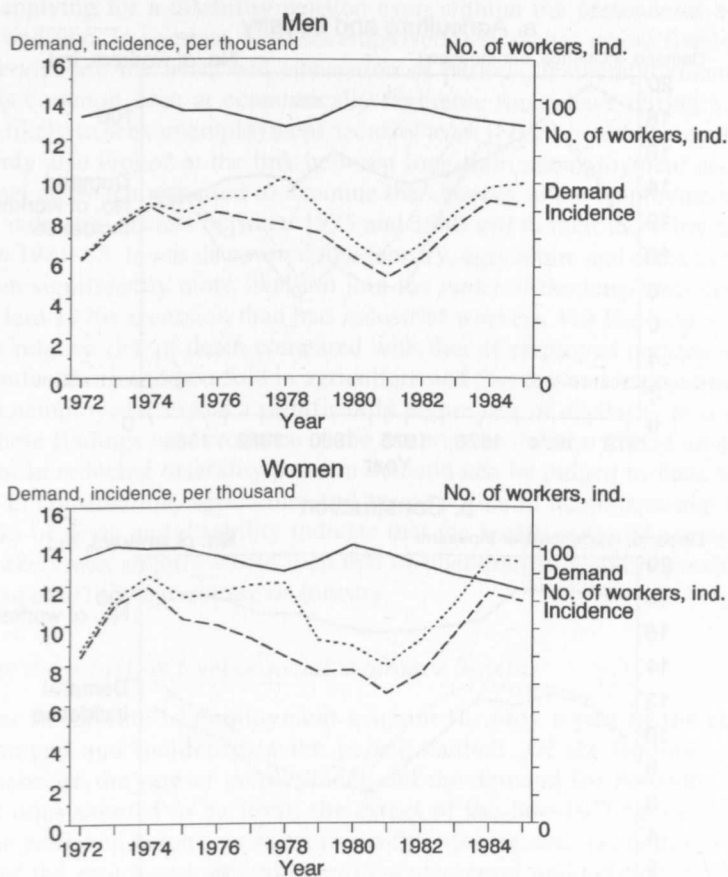 Men
Demand, incidence, per thousand
No. of workers, ind.
16
14
12
10
8
6
4
2
0
100
No. of workers, ind.
Demand
Incidence
0
1972 1974 1976 1978 1980 1982 1984
Year
Women
Demand, incidence, per thousand
No. of workers, ind.
16
14
12
10
8
6
4
2
0
100
Demand
No. of workers, ind.
Incidence
0
1972 1974 1976 1978 1980 1982 1984
Year